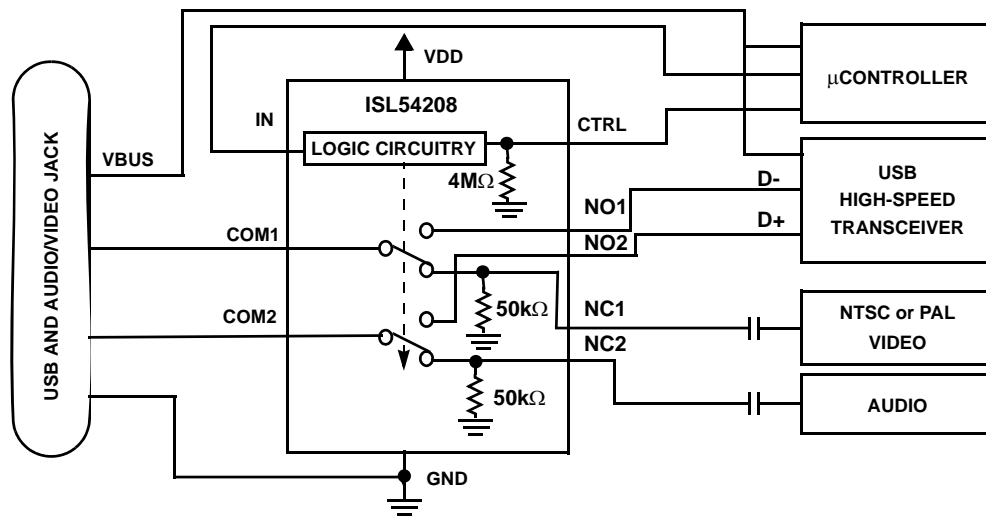 VDD
ISL54208
IN
CTRL
LOGIC CIRCUITRY
4MΩ
μCONTROLLER
USB AND AUDIO/VIDEO JACK
VBUS
COM1
COM2
NO1
NO2
D-
D+
USB
HIGH-SPEED
TRANSCEIVER
50kΩ
NC1
NC2
50kΩ
NTSC or PAL
VIDEO
AUDIO
GND